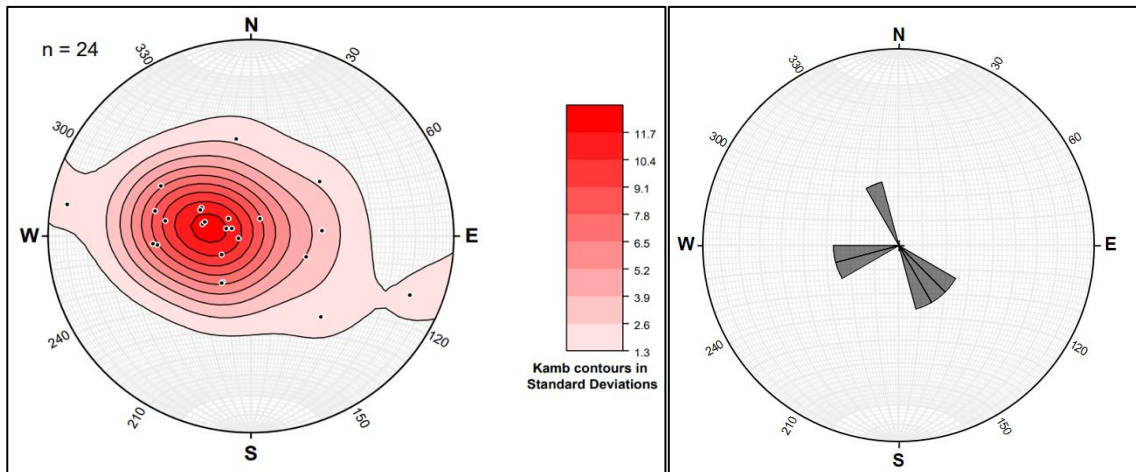 N
n = 24
330
30
300
60
W
E
240
120
210
150
S
11.7
10.4
9.1
7.8
6.5
5.2
3.9
2.6
1.3
Kamb contours in
Standard Deviations
N
330
30
300
60
W
E
240
120
210
150
S